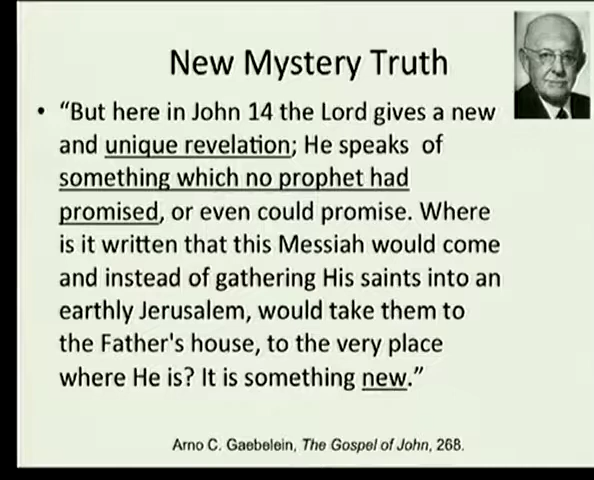 New Mystery Truth
• “But here in John 14 the Lord gives a new
and unique revelation; He speaks of
something which no prophet had
promised, or even could promise. Where
is it written that this Messiah would come
and instead of gathering His saints into an
earthly Jerusalem, would take them to
the Father's house, to the very place
where He is? It is something new.”
Arno C. Gaebelein, The Gospel of John, 268.